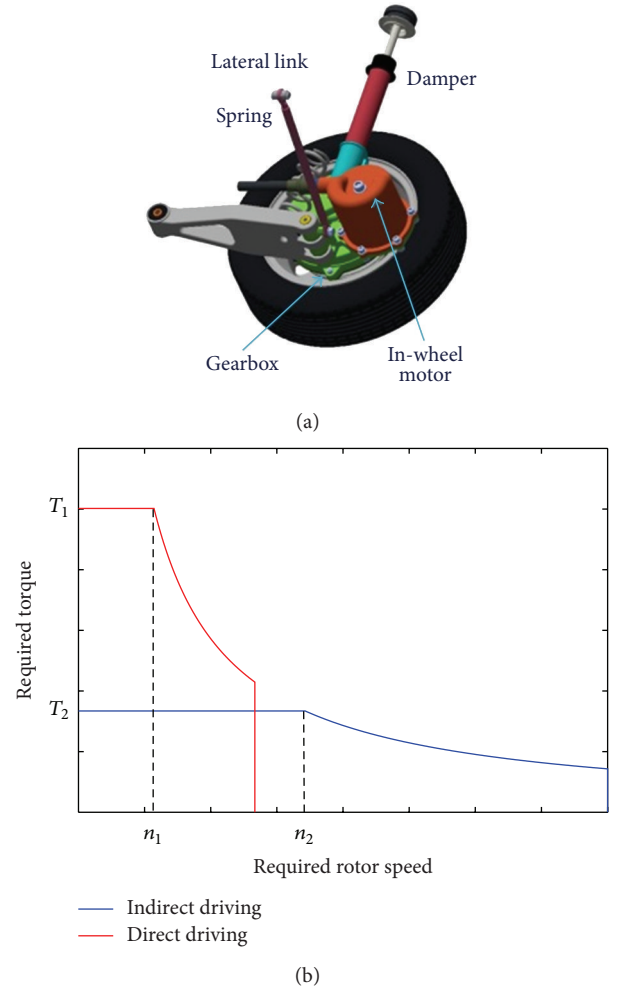 Lateral link
Damper
Spring
Gearbox
In-wheel
motor
(a)
T1
Required torque
T2
n1
n2
Required rotor speed
Indirect driving
Direct driving
(b)